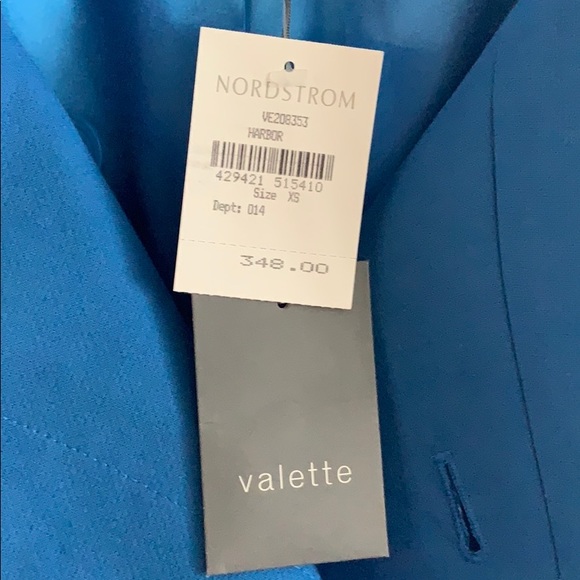 NORDSTROM
VE208353
HARBOR
429421 515410
Size XS
Dept: 014
348.00
valette